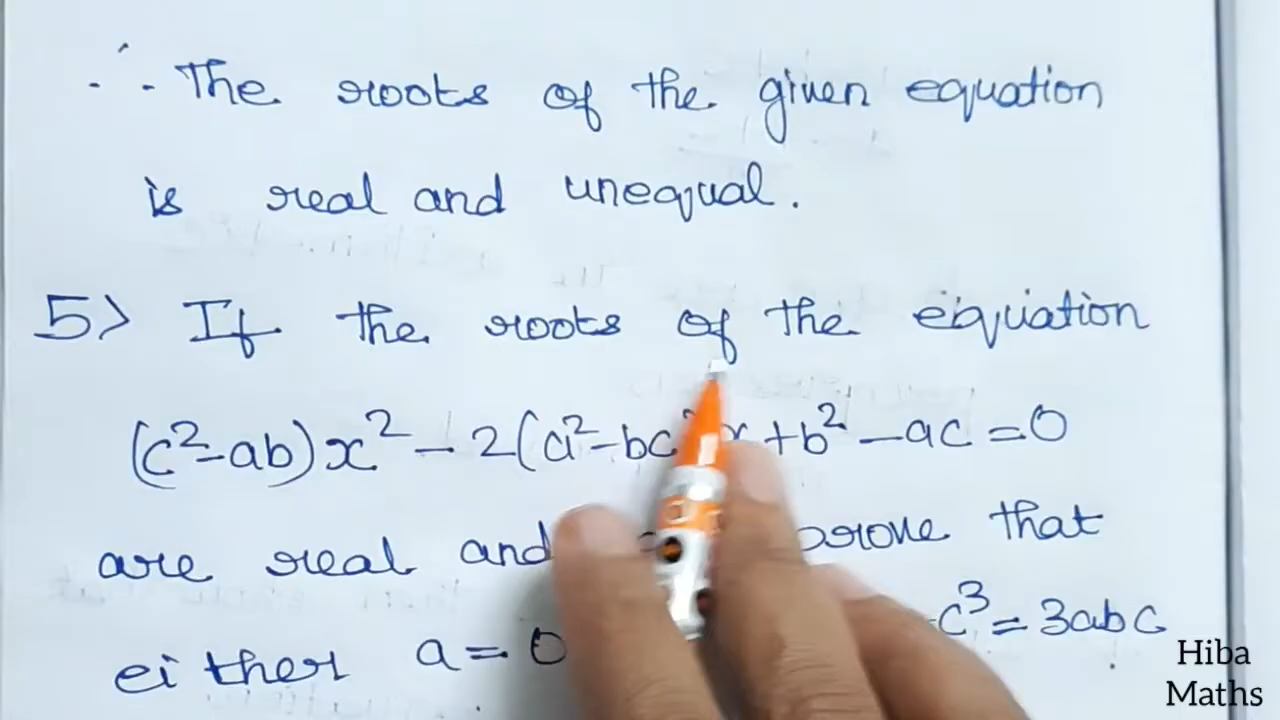 ∴ The roots of the given equation
is real and unequal.
5> If the roots of the equation
(c²-ab)x² - 2(a²-bc x + b² - ac = 0
are real and prove that
either a = 0 c³ = 3abc
Hiba
Maths